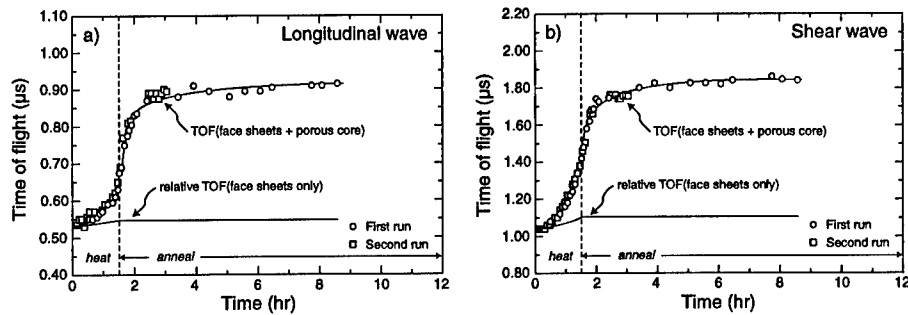 a)
Longitudinal wave
Time of flight (μs)
1.10
1.00
0.90
0.80
0.70
0.60
0.50
0.40
TOF(face sheets + porous core)
relative TOF(face sheets only)
First run
Second run
heat
anneal
0
2
4
6
8
10
12
Time (hr)
b)
Shear wave
Time of flight (μs)
2.20
2.00
1.80
1.60
1.40
1.20
1.00
0.80
TOF(face sheets + porous core)
relative TOF(face sheets only)
First run
Second run
heat
anneal
0
2
4
6
8
10
12
Time (hr)